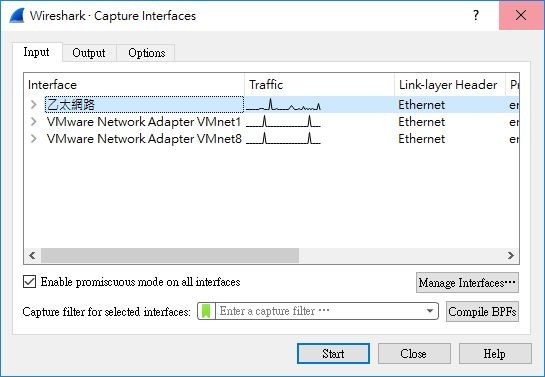 Wireshark · Capture Interfaces
Input Output Options
Interface Traffic Link-layer Header Pr
乙太網路 Ethernet er
VMware Network Adapter VMnet1 Ethernet er
VMware Network Adapter VMnet8 Ethernet er
Enable promiscuous mode on all interfaces Manage Interfaces⋯
Capture filter for selected interfaces: Enter a capture filter ⋯ Compile BPFs
Start Close Help